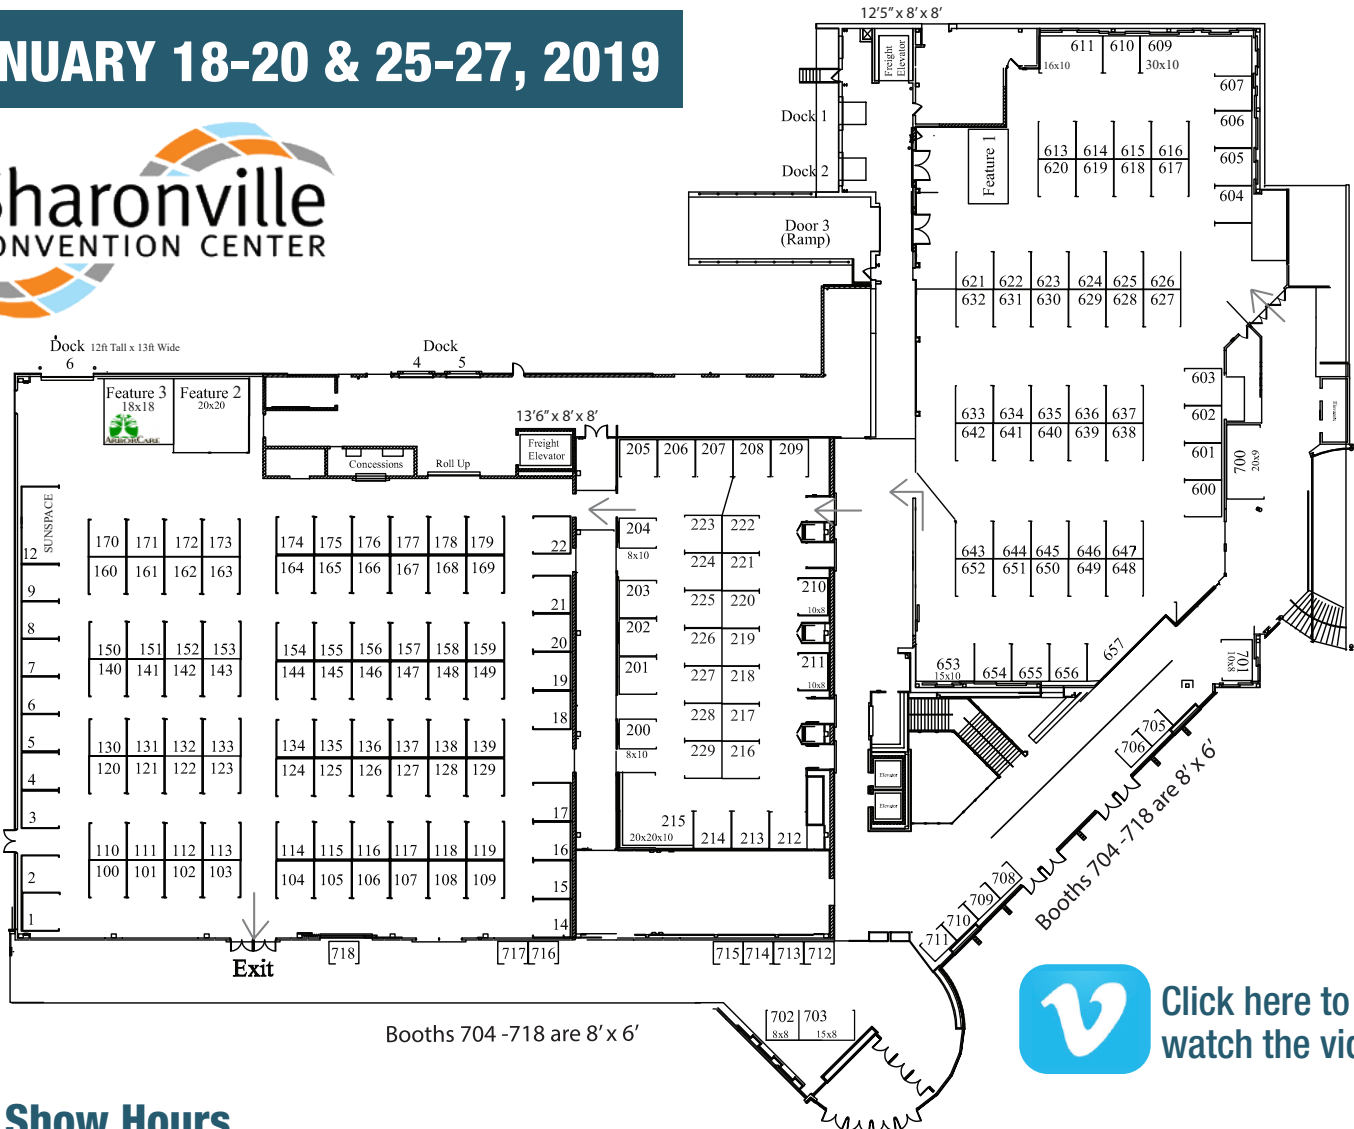 NUARY 18-20 & 25-27, 2019
haronville
NVENTION CENTER
12'5" x 8' x 8'
Freight Elevator
611 610 609
16x10 30x10
607
606
605
604
Dock 1
Dock 2
Door 3
(Ramp)
Feature 1
613 614 615 616
620 619 618 617
621 622 623 624 625 626
632 631 630 629 628 627
633 634 635 636 637
642 641 640 639 638
603
602
601
600
700
20x9
Elevator
643 644 645 646 647
652 651 650 649 648
653 654 655 656 657
15x10
701
10x8
Dock 12ft Tall x 13ft Wide
6
Dock
4 5
Feature 3
18x18
ARBORCARE
Feature 2
20x20
Concessions
Roll Up
13'6" x 8' x 8'
Freight
Elevator
205 206 207 208 209
SUNSPACE
12
9
8
7
6
5
4
3
2
1
170 171 172 173 174 175 176 177 178 179
160 161 162 163 164 165 166 167 168 169
150 151 152 153 154 155 156 157 158 159
140 141 142 143 144 145 146 147 148 149
130 131 132 133 134 135 136 137 138 139
120 121 122 123 124 125 126 127 128 129
110 111 112 113 114 115 116 117 118 119
100 101 102 103 104 105 106 107 108 109
22
21
20
19
18
17
16
15
14
204
8x10
203
202
201
200
8x10
223 222
224 221
225 220
226 219
227 218
228 217
229 216
210
10x8
211
10x8
215
20x20x10
214 213 212
Elevator
Elevator
705
706
Booths 704 -718 are 8' x 6'
708
709
710
711
Exit
718
717 716
715 714 713 712
702 703
8x8 15x8
Booths 704 -718 are 8' x 6'
Click here to
watch the vid
Show Hours